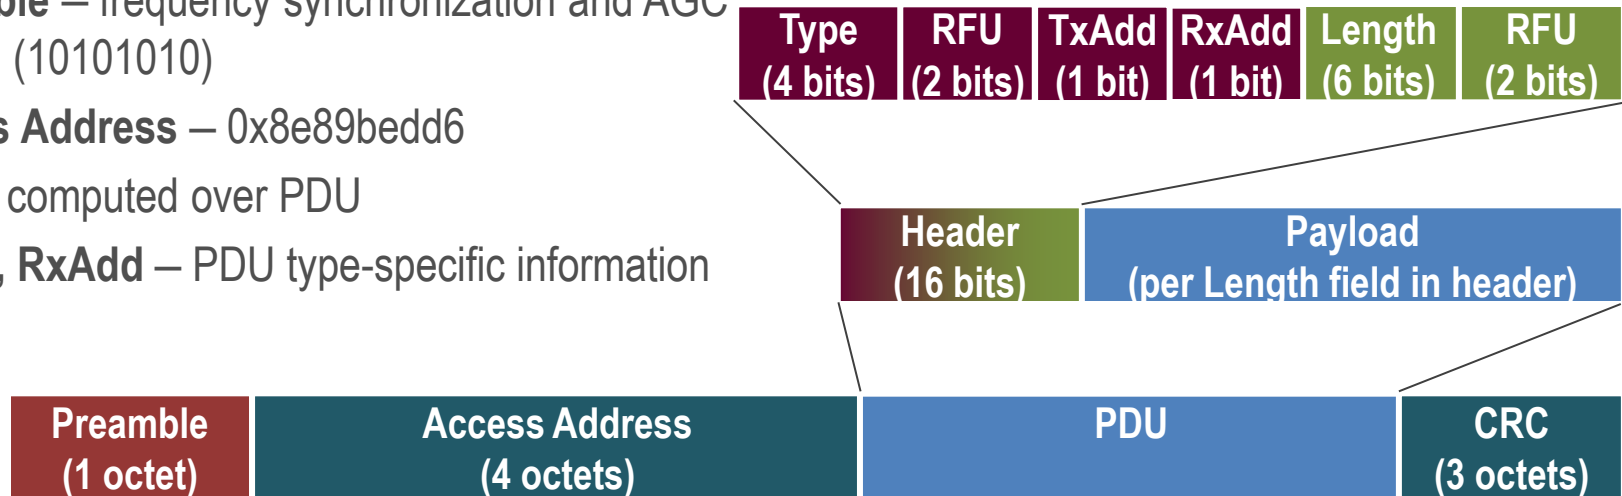 ble – frequency synchronization and AGC
(10101010)
s Address – 0x8e89bedd6
computed over PDU
, RxAdd – PDU type-specific information
Type
(4 bits)
RFU
(2 bits)
TxAdd
(1 bit)
RxAdd
(1 bit)
Length
(6 bits)
RFU
(2 bits)
Header
(16 bits)
Payload
(per Length field in header)
Preamble
(1 octet)
Access Address
(4 octets)
PDU
CRC
(3 octets)